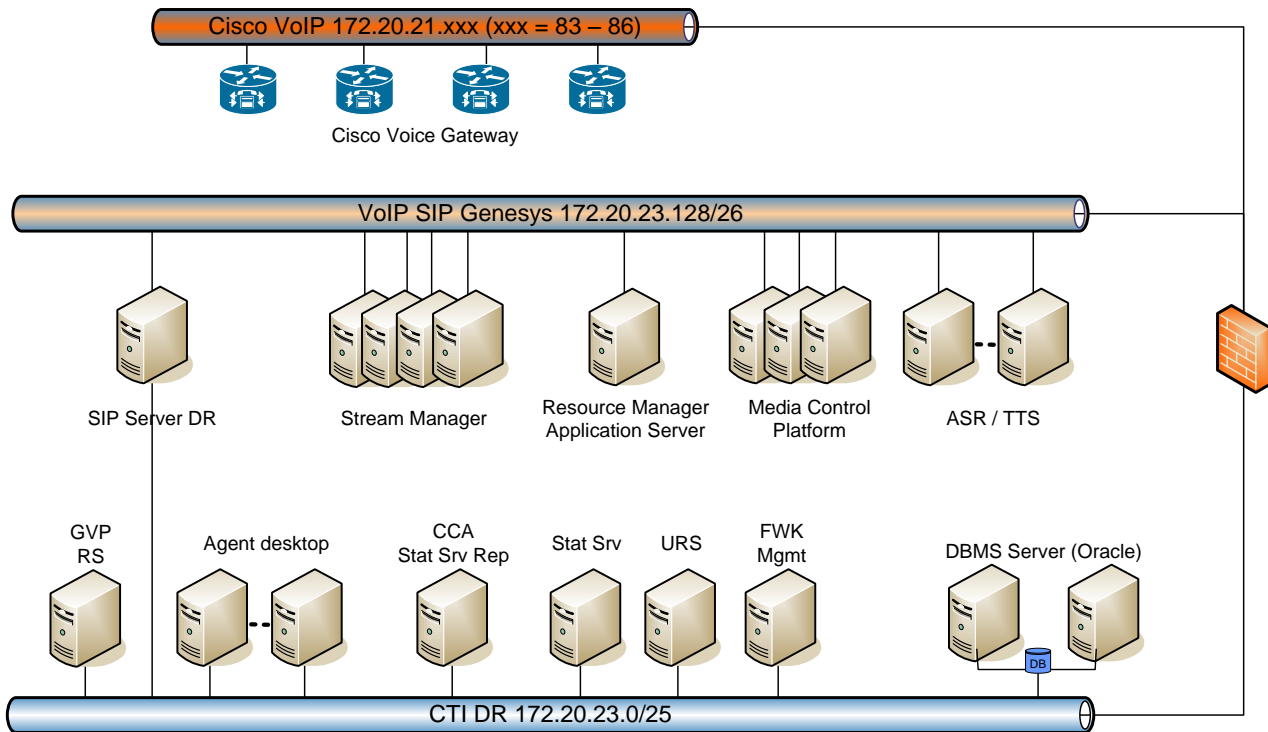 Cisco VoIP 172.20.21.xxx (xxx = 83 – 86)
Cisco Voice Gateway
VoIP SIP Genesys 172.20.23.128/26
SIP Server DR
Stream Manager
Resource Manager
Application Server
Media Control
Platform
ASR / TTS
GVP
RS
Agent desktop
CCA
Stat Srv Rep
Stat Srv
URS
FWK
Mgmt
DBMS Server (Oracle)
DB
CTI DR 172.20.23.0/25